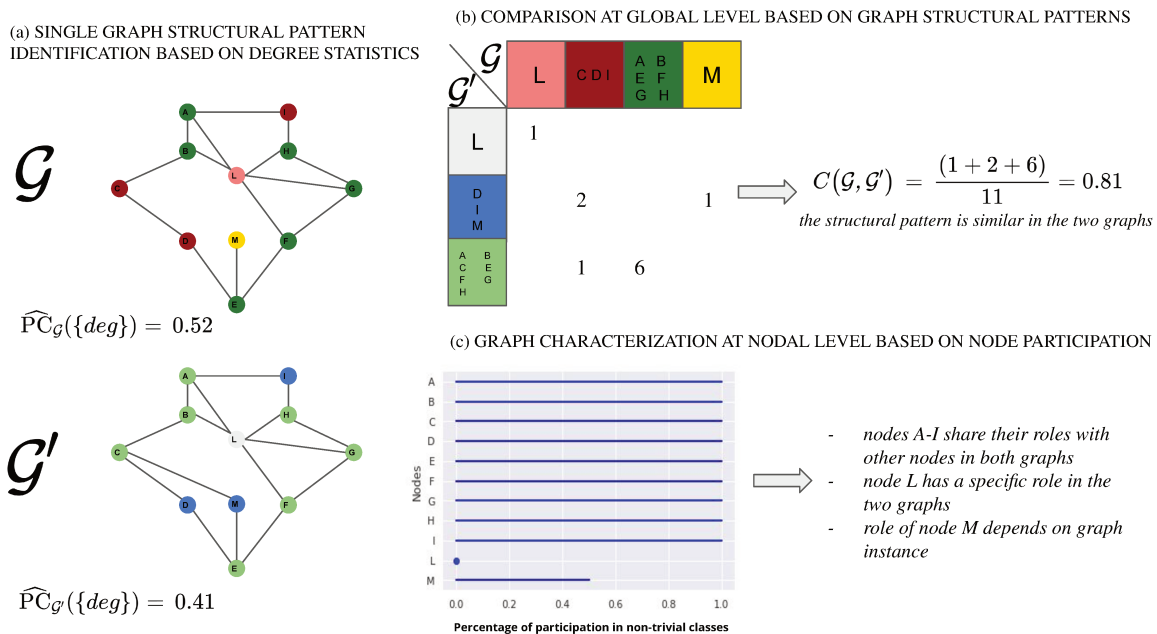 (a) SINGLE GRAPH STRUCTURAL PATTERN
IDENTIFICATION BASED ON DEGREE STATISTICS
𝒢
A
I
B
H
L
C
G
D
M
F
E
P͡C_𝒢({deg}) = 0.52
𝒢′
A
I
B
H
L
C
G
D
M
F
E
P͡C_𝒢′({deg}) = 0.41
(b) COMPARISON AT GLOBAL LEVEL BASED ON GRAPH STRUCTURAL PATTERNS
𝒢
𝒢′
L
C D I
A B
E F
G H
M
L
1
D
I
M
2
1
A B
C E
F G
H
1
6
C(𝒢, 𝒢′) = (1 + 2 + 6) / 11 = 0.81
the structural pattern is similar in the two graphs
(c) GRAPH CHARACTERIZATION AT NODAL LEVEL BASED ON NODE PARTICIPATION
Nodes
A
B
C
D
E
F
G
H
I
L
M
0.0 0.2 0.4 0.6 0.8 1.0
Percentage of participation in non-trivial classes
- nodes A-I share their roles with
other nodes in both graphs
- node L has a specific role in the
two graphs
- role of node M depends on graph
instance